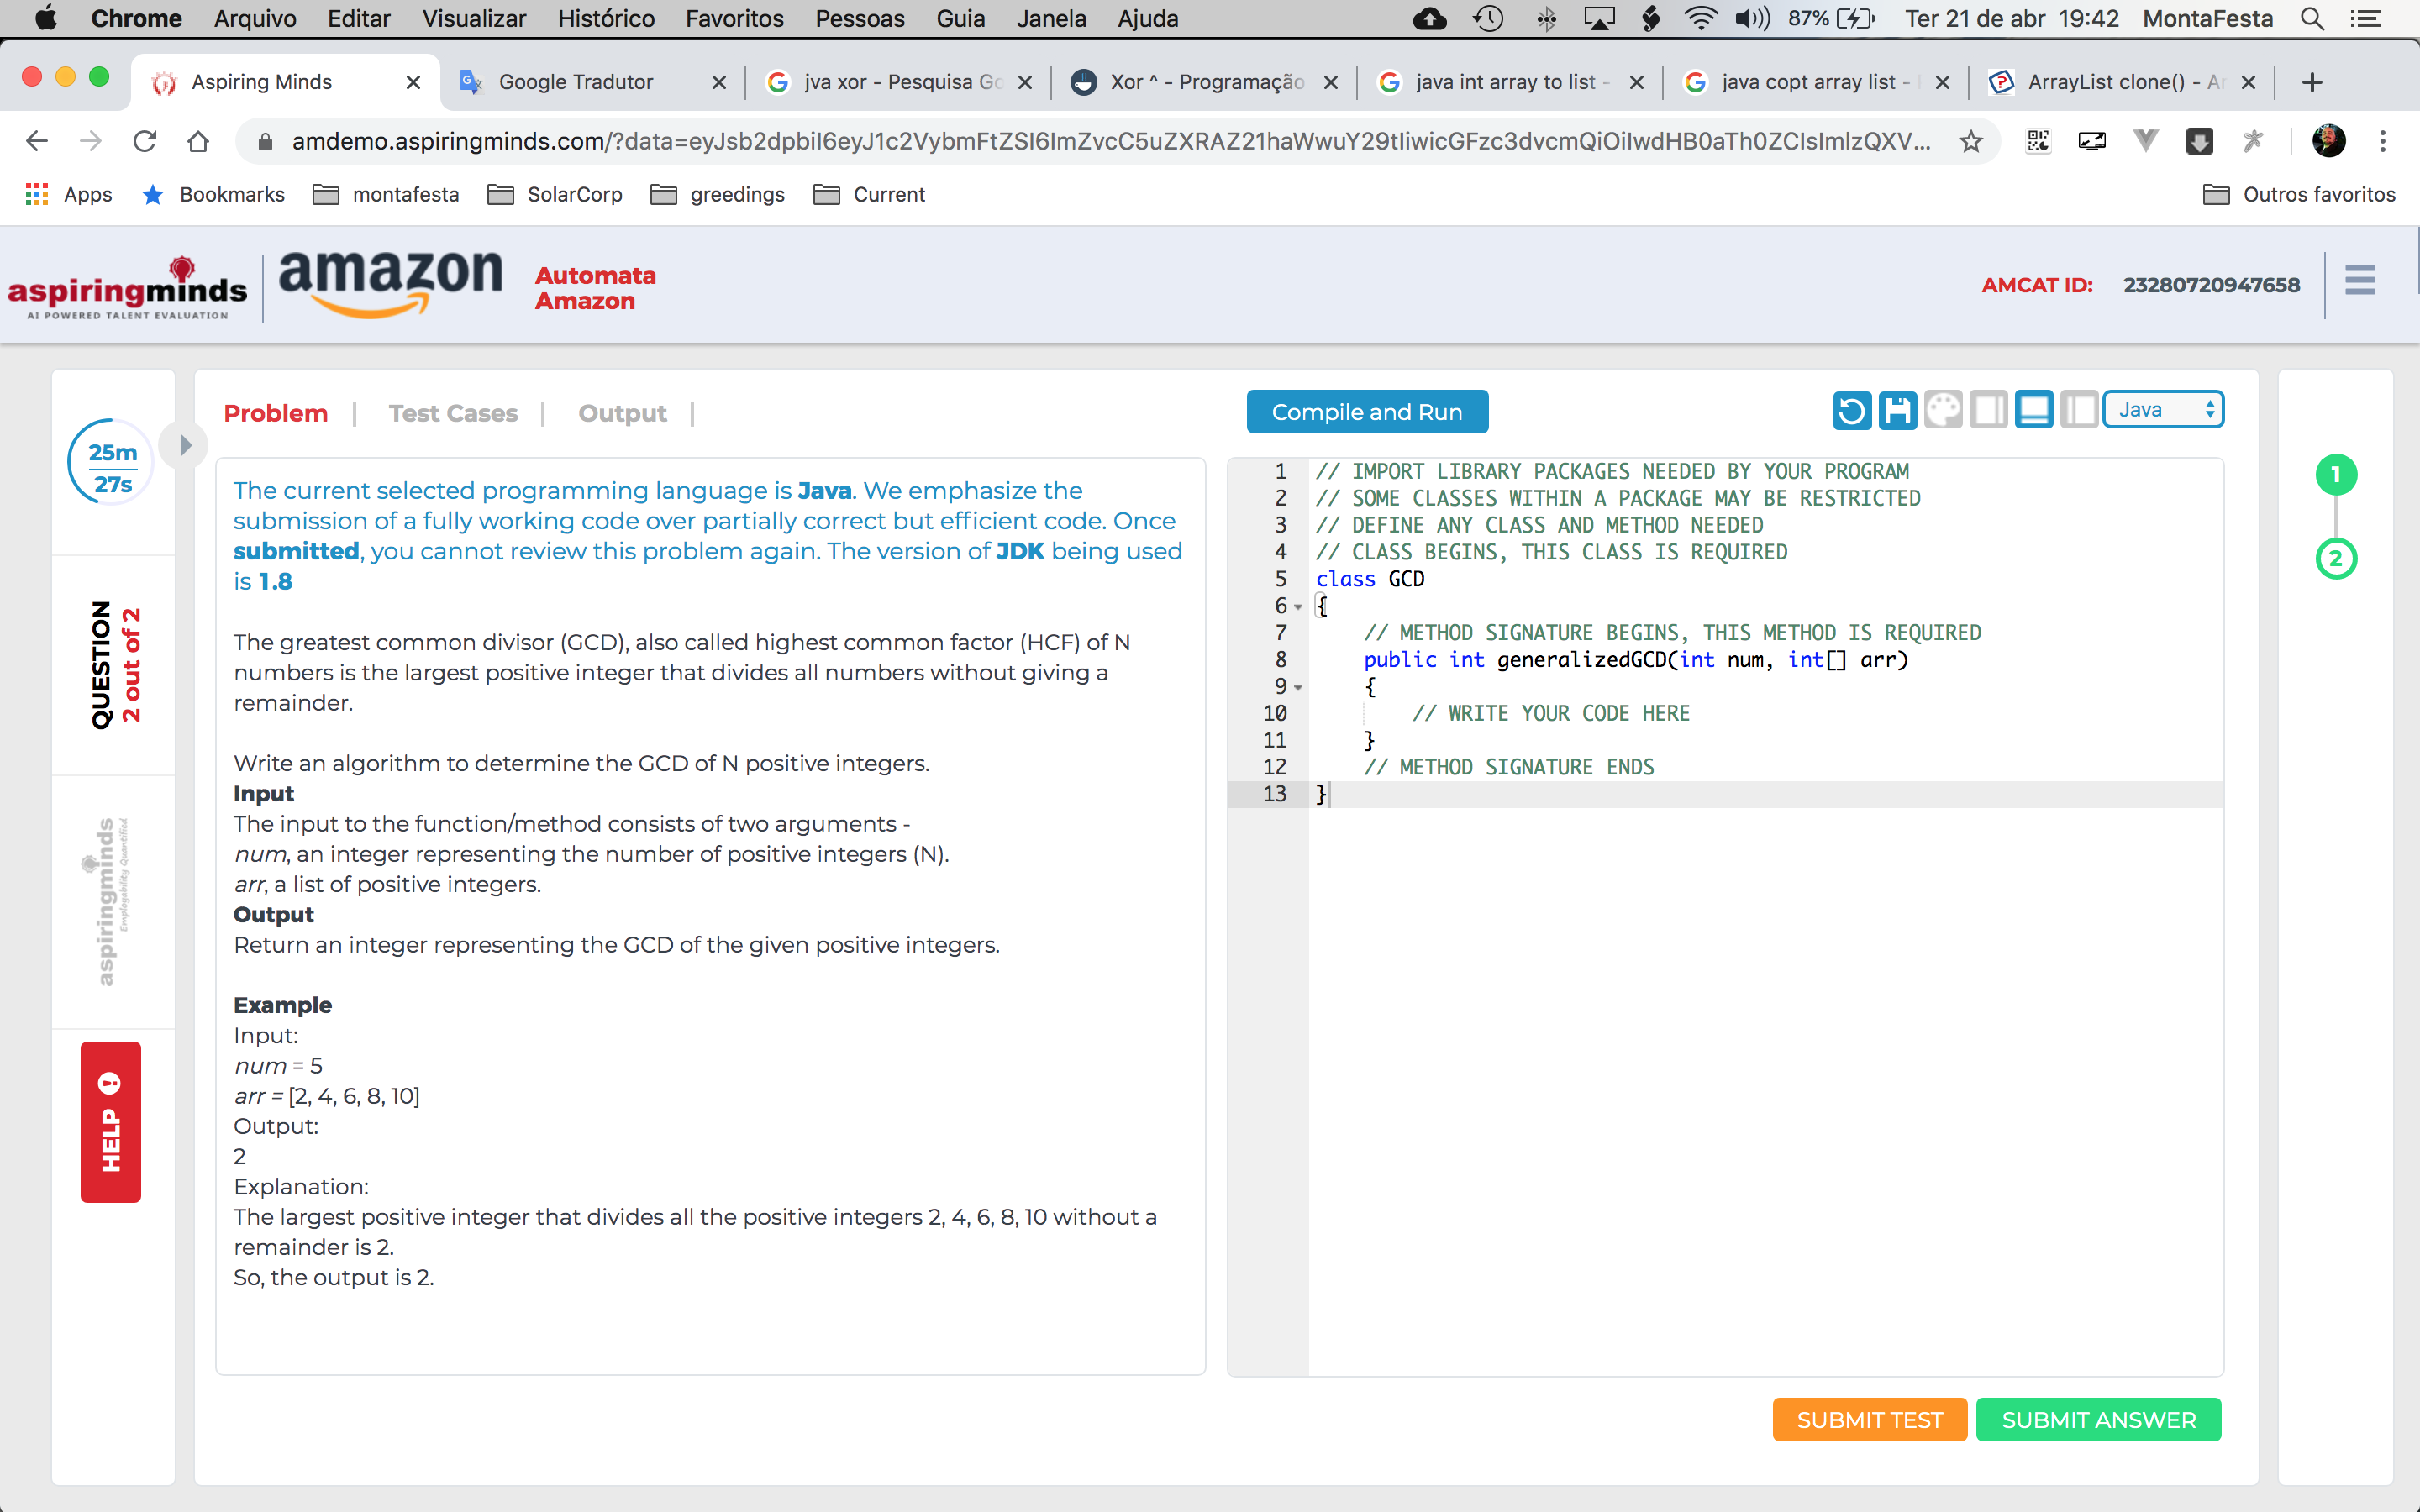 Chrome Arquivo Editar Visualizar Histórico Favoritos Pessoas Guia Janela Ajuda 87% Ter 21 de abr 19:42 MontaFesta
Aspiring Minds Google Tradutor jva xor - Pesquisa Go Xor ^ - Programação java int array to list - java copt array list - ArrayList clone() - Ar
amdemo.aspiringminds.com/?data=eyJsb2dpbiI6eyJ1c2VybmFtZSI6ImZvcC5uZXRAZ21haWwuY29tIiwicGFzc3dvcmQiOiIwdHB0aTh0ZCIsImlzQXV...
Apps Bookmarks montafesta SolarCorp greedings Current Outros favoritos
aspiringminds
AI POWERED TALENT EVALUATION
amazon
Automata
Amazon
AMCAT ID: 23280720947658
25m
27s
QUESTION
2 out of 2
aspiringminds
Employability Quantified
HELP
Problem | Test Cases | Output |
Compile and Run
Java
The current selected programming language is Java. We emphasize the
submission of a fully working code over partially correct but efficient code. Once
submitted, you cannot review this problem again. The version of JDK being used
is 1.8
The greatest common divisor (GCD), also called highest common factor (HCF) of N
numbers is the largest positive integer that divides all numbers without giving a
remainder.
Write an algorithm to determine the GCD of N positive integers.
Input
The input to the function/method consists of two arguments -
num, an integer representing the number of positive integers (N).
arr, a list of positive integers.
Output
Return an integer representing the GCD of the given positive integers.
Example
Input:
num = 5
arr = [2, 4, 6, 8, 10]
Output:
2
Explanation:
The largest positive integer that divides all the positive integers 2, 4, 6, 8, 10 without a
remainder is 2.
So, the output is 2.
1 // IMPORT LIBRARY PACKAGES NEEDED BY YOUR PROGRAM
2 // SOME CLASSES WITHIN A PACKAGE MAY BE RESTRICTED
3 // DEFINE ANY CLASS AND METHOD NEEDED
4 // CLASS BEGINS, THIS CLASS IS REQUIRED
5 class GCD
6 {
7 // METHOD SIGNATURE BEGINS, THIS METHOD IS REQUIRED
8 public int generalizedGCD(int num, int[] arr)
9 {
10 // WRITE YOUR CODE HERE
11 }
12 // METHOD SIGNATURE ENDS
13 }
1
2
SUBMIT TEST SUBMIT ANSWER